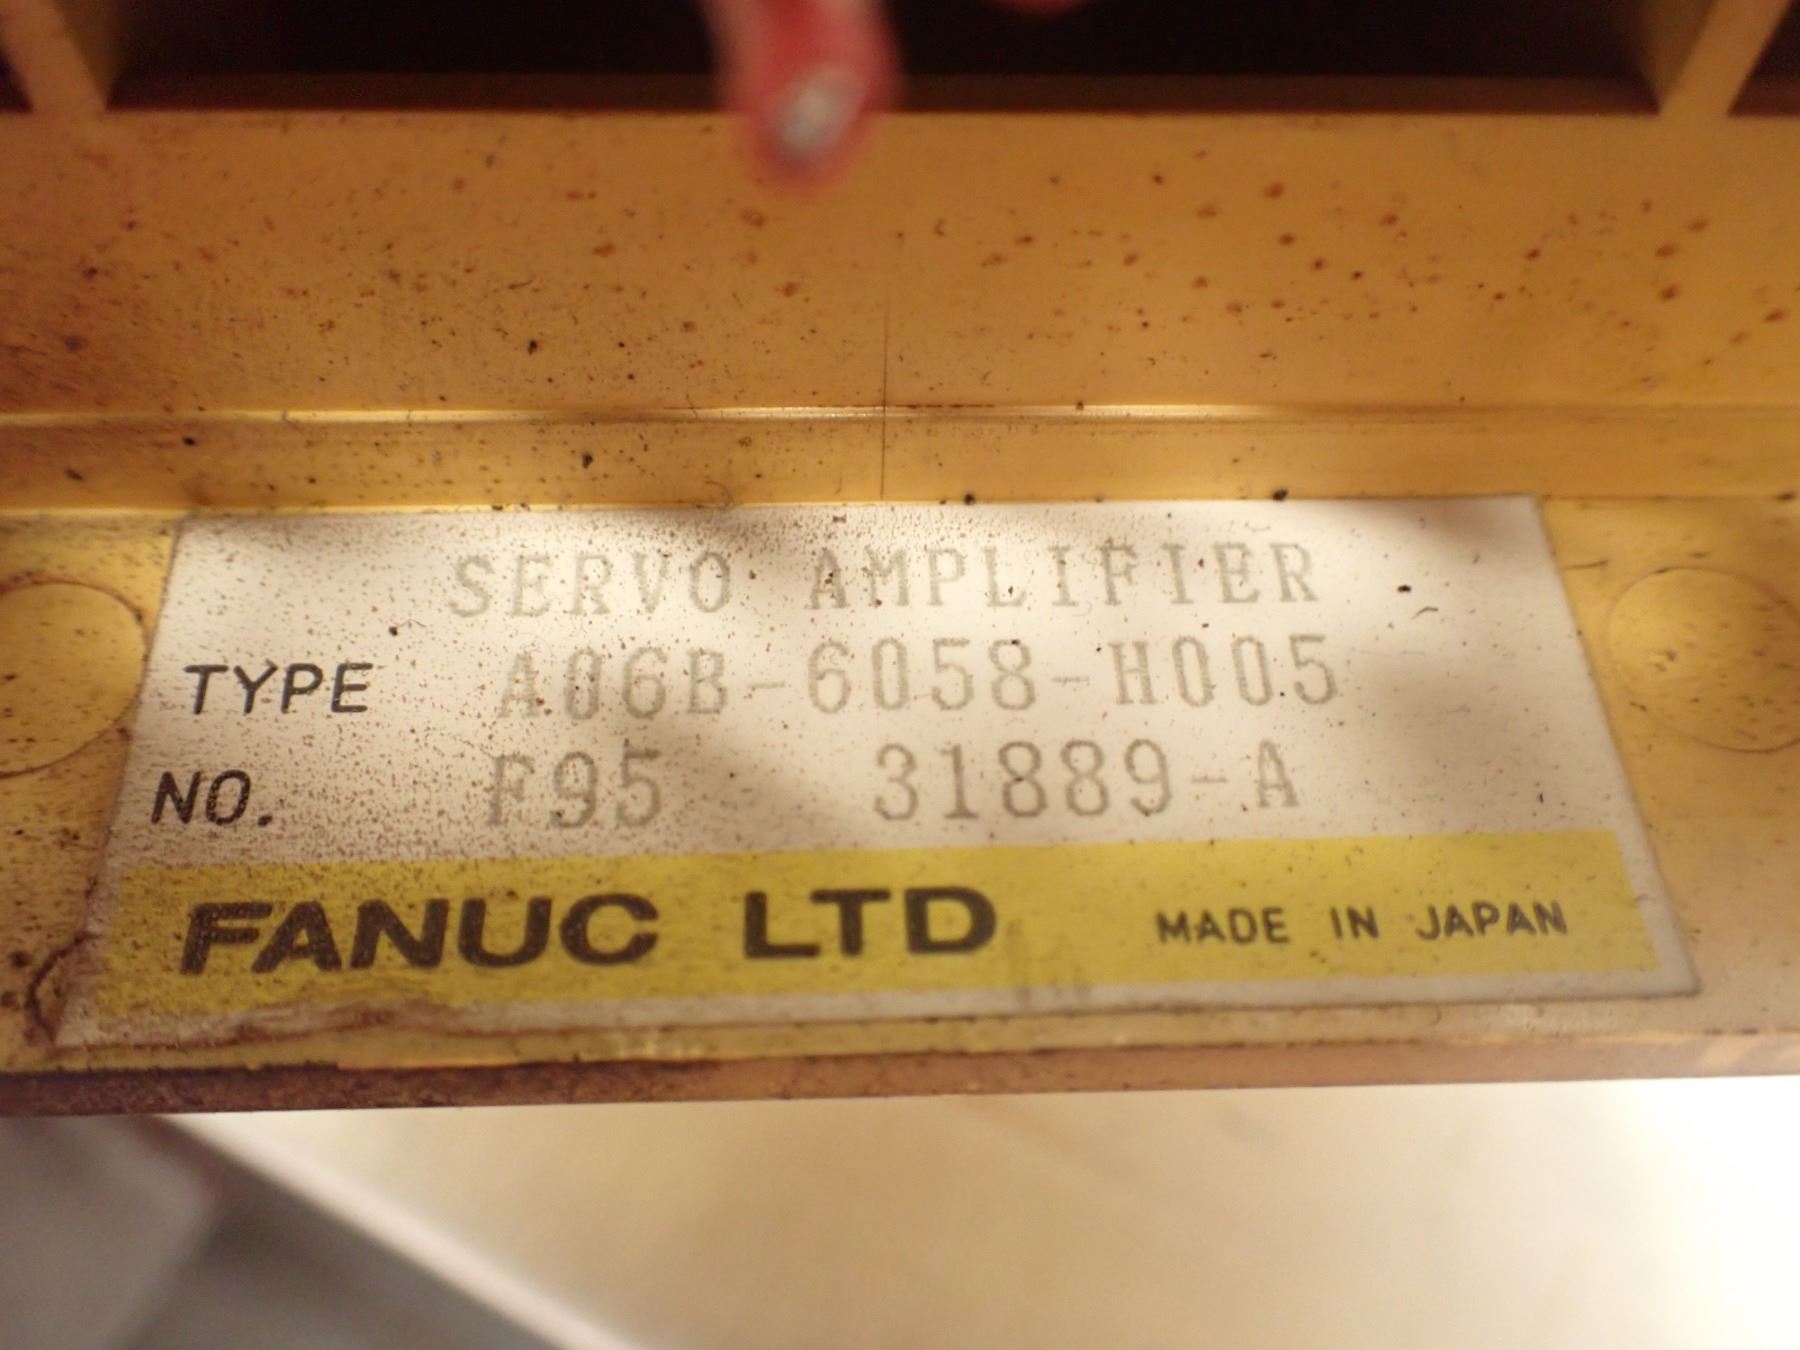 SERVO AMPLIFIER
TYPE A06B-6058-H005
NO. F95 31889-A
FANUC LTD MADE IN JAPAN